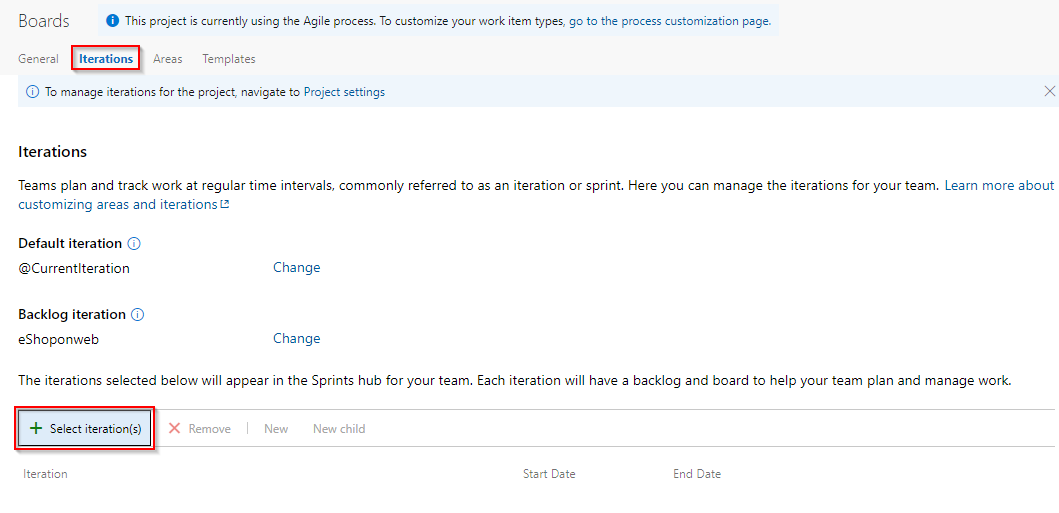 Boards
This project is currently using the Agile process. To customize your work item types, go to the process customization page.
General Iterations Areas Templates
To manage iterations for the project, navigate to Project settings
Iterations
Teams plan and track work at regular time intervals, commonly referred to as an iteration or sprint. Here you can manage the iterations for your team. Learn more about
customizing areas and iterations
Default iteration
@CurrentIteration Change
Backlog iteration
eShoponweb Change
The iterations selected below will appear in the Sprints hub for your team. Each iteration will have a backlog and board to help your team plan and manage work.
+ Select iteration(s) Remove | New New child
Iteration Start Date End Date